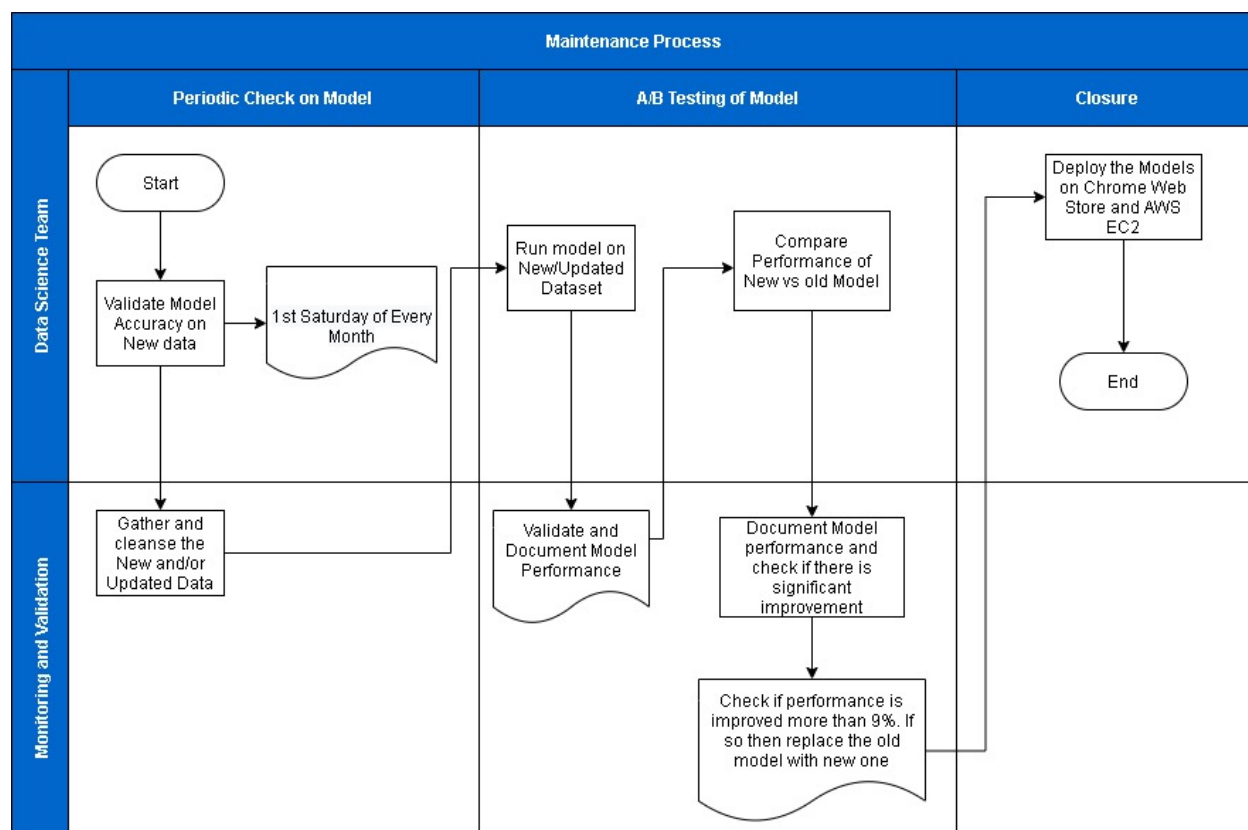 Maintenance Process
Periodic Check on Model
A/B Testing of Model
Closure
Data Science Team
Start
Validate Model
Accuracy on
New data
1st Saturday of Every
Month
Run model on
New/Updated
Dataset
Compare
Performance of
New vs old Model
Deploy the Models
on Chrome Web
Store and AWS
EC2
End
Monitoring and Validation
Gather and
cleanse the
New and/or
Updated Data
Validate and
Document Model
Performance
Document Model
performance and
check if there is
significant
improvement
Check if performance is
improved more than 9%. If
so then replace the old
model with new one